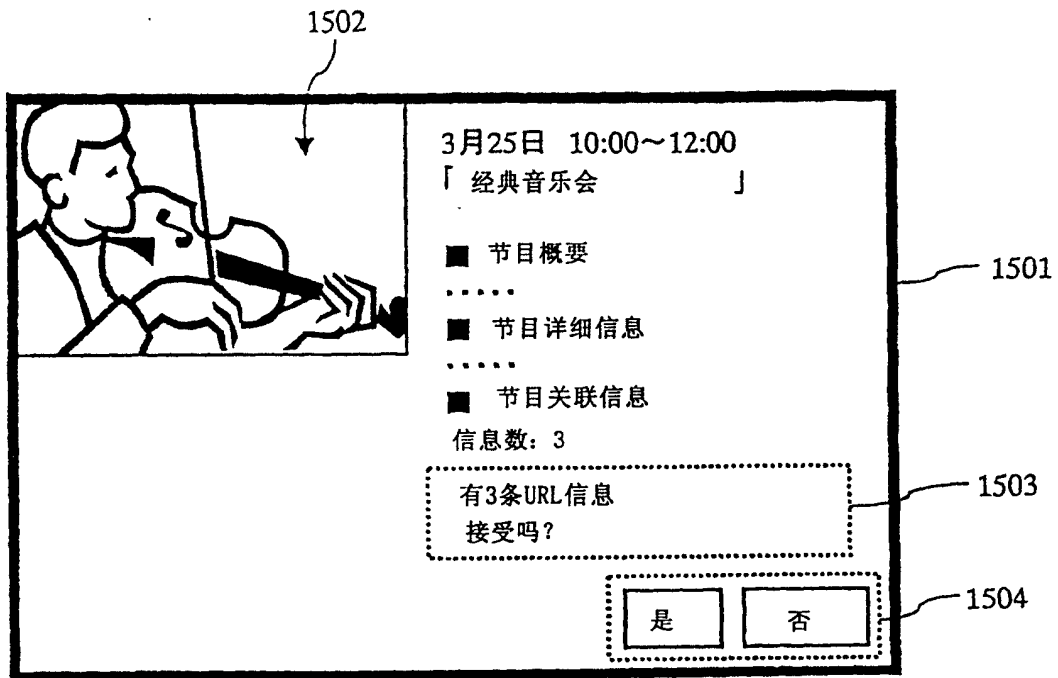 1502
3月25日 10:00～12:00
「 经典音乐会 」
■ 节目概要
.....
■ 节目详细信息
.....
■ 节目关联信息
信息数: 3
有3条URL信息
接受吗?
是 否
1501
1503
1504